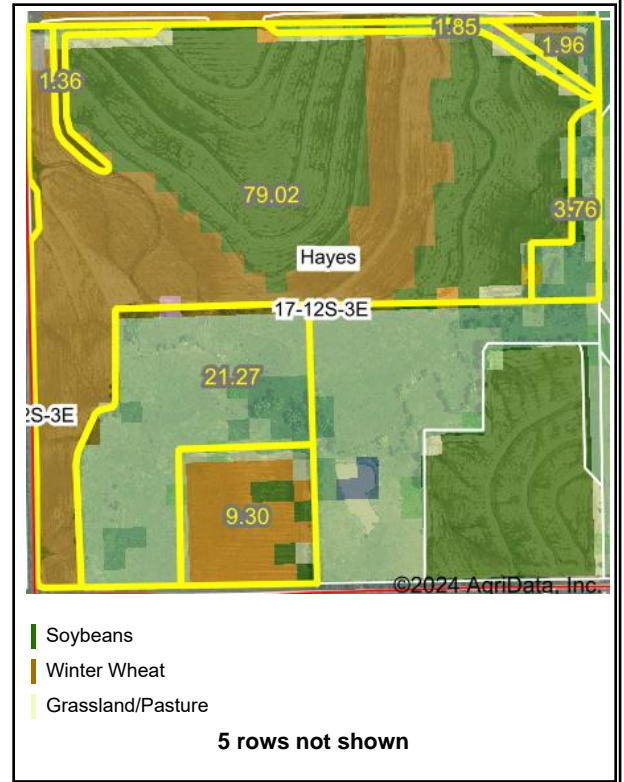 1.85
1.96
1.36
79.02
3.76
Hayes
17-12S-3E
21.27
2S-3E
9.30
©2024 AgriData, Inc.
Soybeans
Winter Wheat
Grassland/Pasture
5 rows not shown